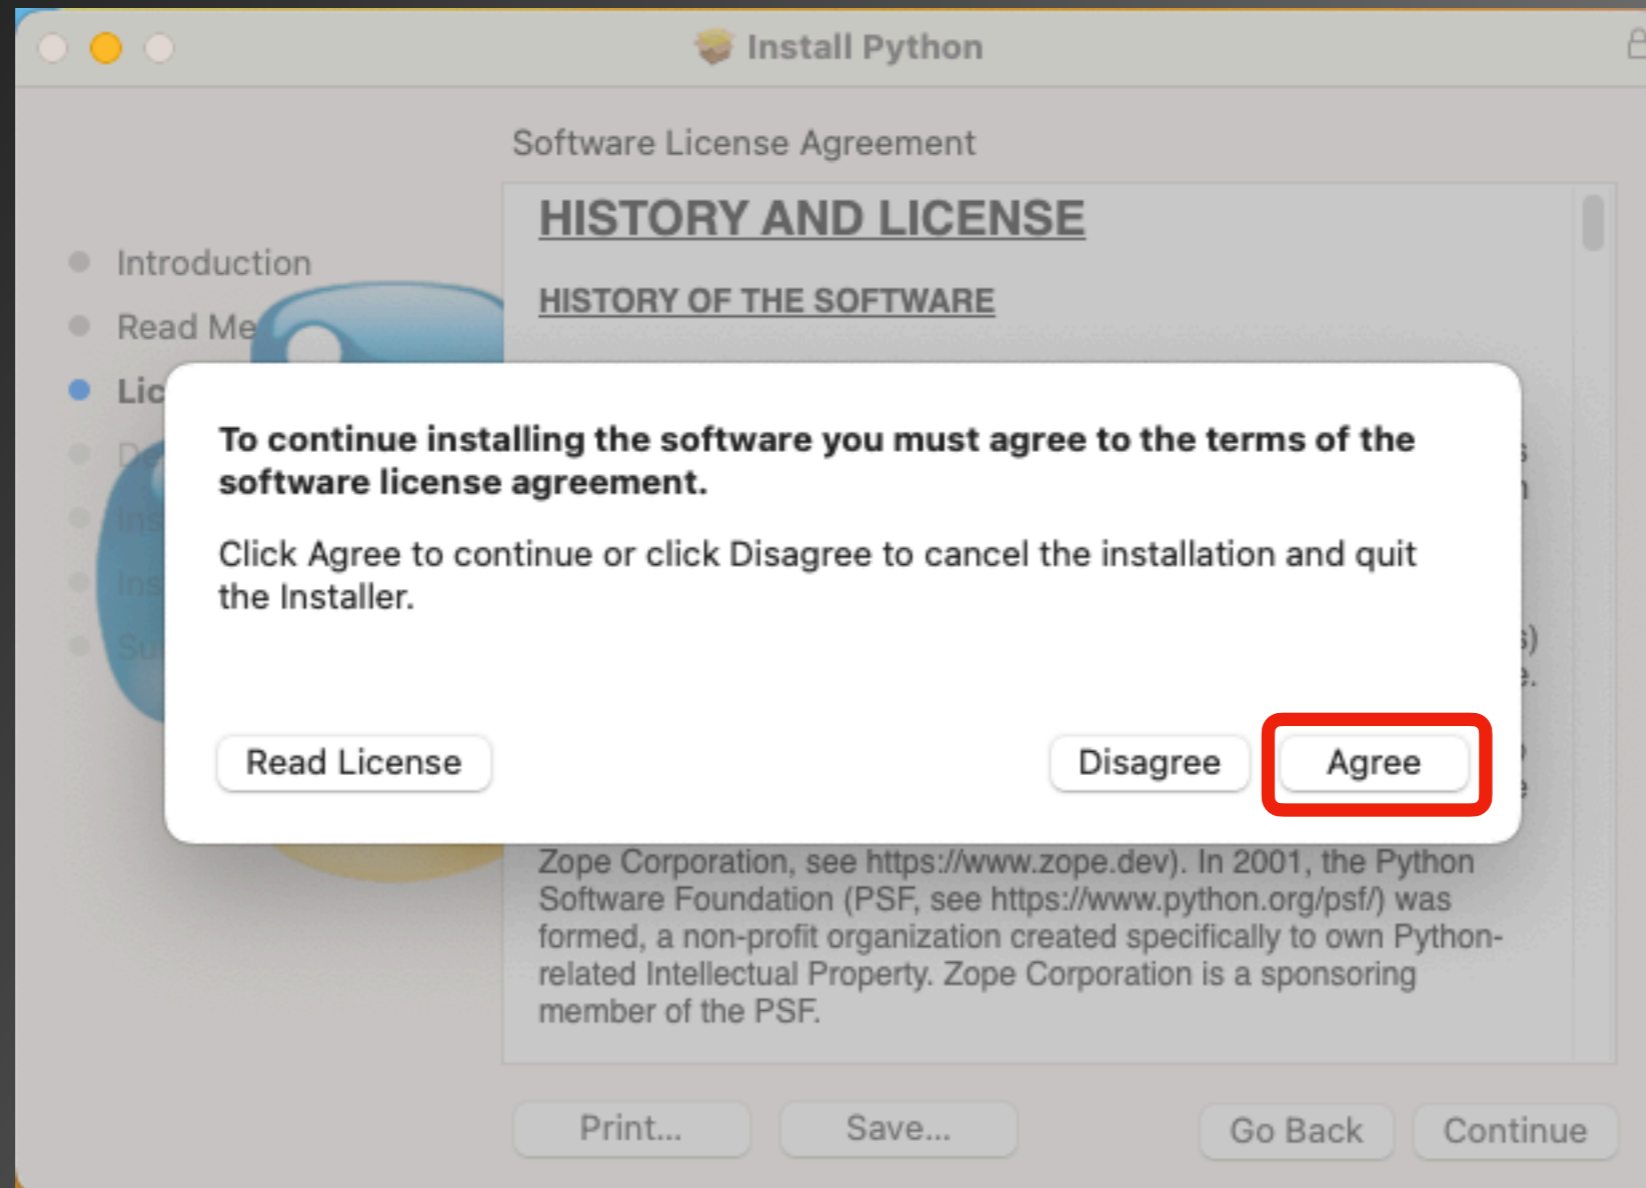 Install Python
Software License Agreement
Introduction
Read Me
HISTORY AND LICENSE
HISTORY OF THE SOFTWARE
To continue installing the software you must agree to the terms of the
software license agreement.
Click Agree to continue or click Disagree to cancel the installation and quit
the Installer.
Read License
Disagree
Agree
Zope Corporation, see https://www.zope.dev). In 2001, the Python
Software Foundation (PSF, see https://www.python.org/psf/) was
formed, a non-profit organization created specifically to own Python-
related Intellectual Property. Zope Corporation is a sponsoring
member of the PSF.
Print...
Save...
Go Back
Continue